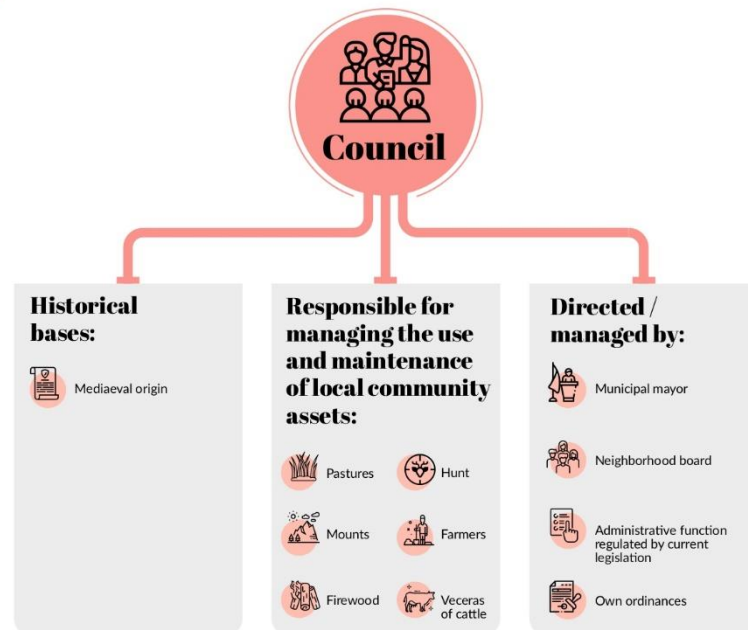 Council
Historical
bases:
Mediaeval origin
Responsible for
managing the use
and maintenance
of local community
assets:
Pastures
Hunt
Mounts
Farmers
Firewood
Veceras
of cattle
Directed /
managed by:
Municipal mayor
Neighborhood board
Administrative function
regulated by current
legislation
Own ordinances